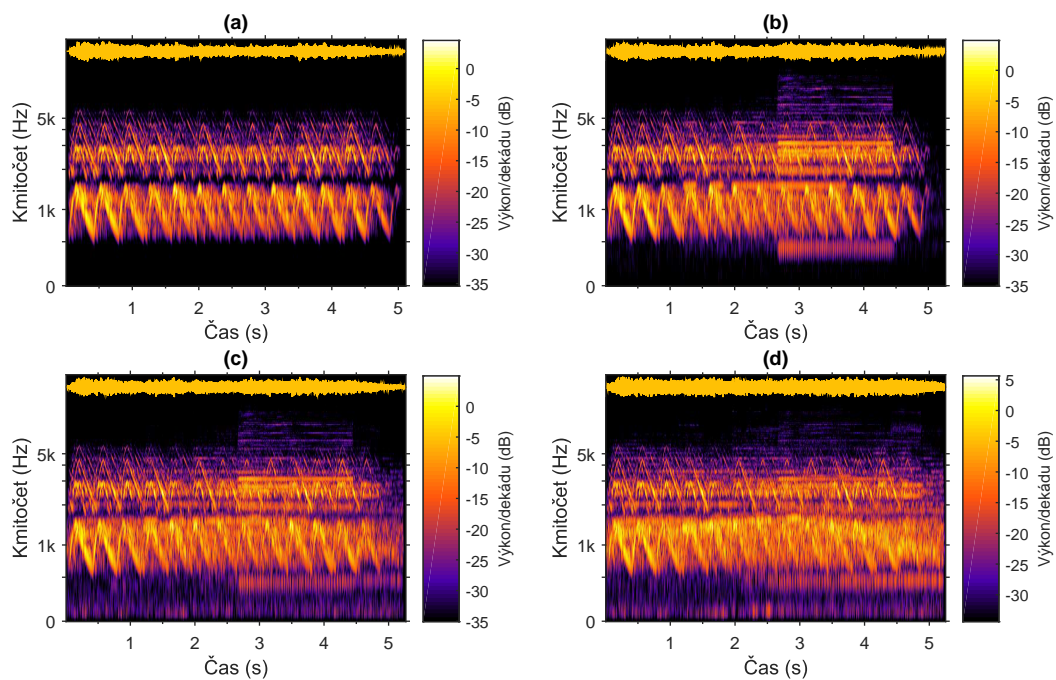 (a)
Kmitočet (Hz)
5k
1k
0
1 2 3 4 5
Čas (s)
0
-5
-10
-15
-20
-25
-30
-35
Výkon/dekádu (dB)
(b)
Kmitočet (Hz)
5k
1k
0
1 2 3 4 5
Čas (s)
0
-5
-10
-15
-20
-25
-30
-35
Výkon/dekádu (dB)
(c)
Kmitočet (Hz)
5k
1k
0
1 2 3 4 5
Čas (s)
0
-5
-10
-15
-20
-25
-30
-35
Výkon/dekádu (dB)
(d)
Kmitočet (Hz)
5k
1k
0
1 2 3 4 5
Čas (s)
5
0
-5
-10
-15
-20
-25
-30
Výkon/dekádu (dB)